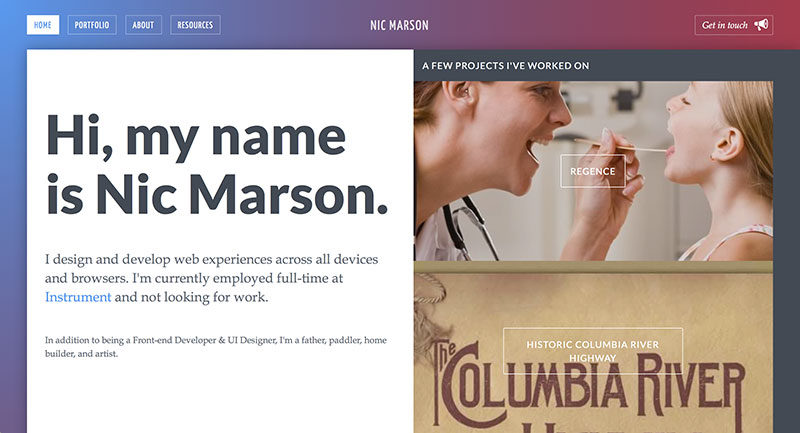 HOME PORTFOLIO ABOUT RESOURCES NIC MARSON Get in touch
Hi, my name
is Nic Marson.
I design and develop web experiences across all devices
and browsers. I'm currently employed full-time at
Instrument and not looking for work.
In addition to being a Front-end Developer & UI Designer, I'm a father, paddler, home
builder, and artist.
A FEW PROJECTS I'VE WORKED ON
REGENCE
HISTORIC COLUMBIA RIVER
HIGHWAY
The
COLUMBIA RIVER